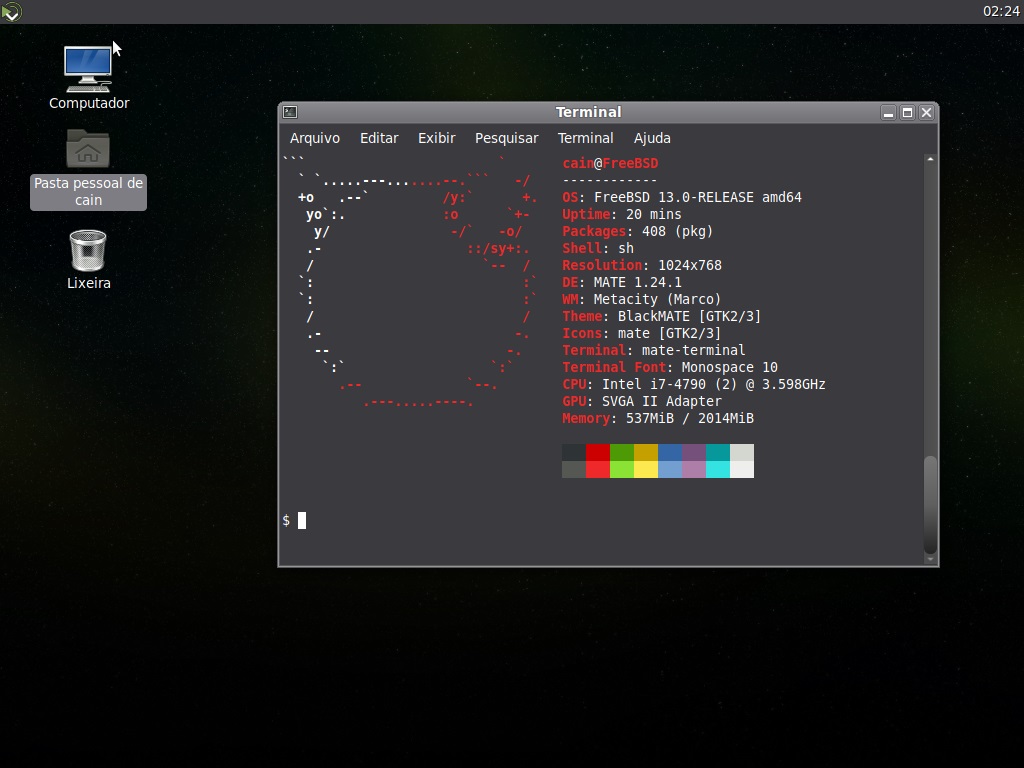 02:24
Computador
Pasta pessoal de
cain
Lixeira
Terminal
Arquivo Editar Exibir Pesquisar Terminal Ajuda
cain@FreeBSD
------------
OS: FreeBSD 13.0-RELEASE amd64
Uptime: 20 mins
Packages: 408 (pkg)
Shell: sh
Resolution: 1024x768
DE: MATE 1.24.1
WM: Metacity (Marco)
Theme: BlackMATE [GTK2/3]
Icons: mate [GTK2/3]
Terminal: mate-terminal
Terminal Font: Monospace 10
CPU: Intel i7-4790 (2) @ 3.598GHz
GPU: SVGA II Adapter
Memory: 537MiB / 2014MiB
$